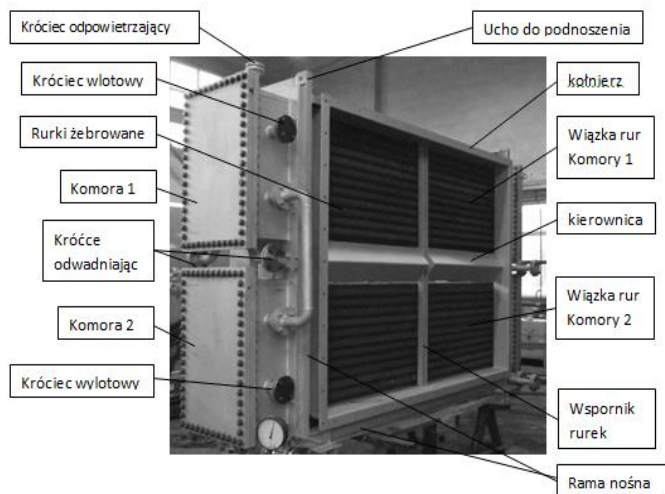 Króciec odpowietrzający
Króciec wlotowy
Rurki żebrowane
Komora 1
Króćce
odwadniając
Komora 2
Króciec wylotowy
Ucho do podnoszenia
kołnierz
Wiązka rur
Komory 1
kierownica
Wiązka rur
Komory 2
Wspornik
rurek
Rama nośna